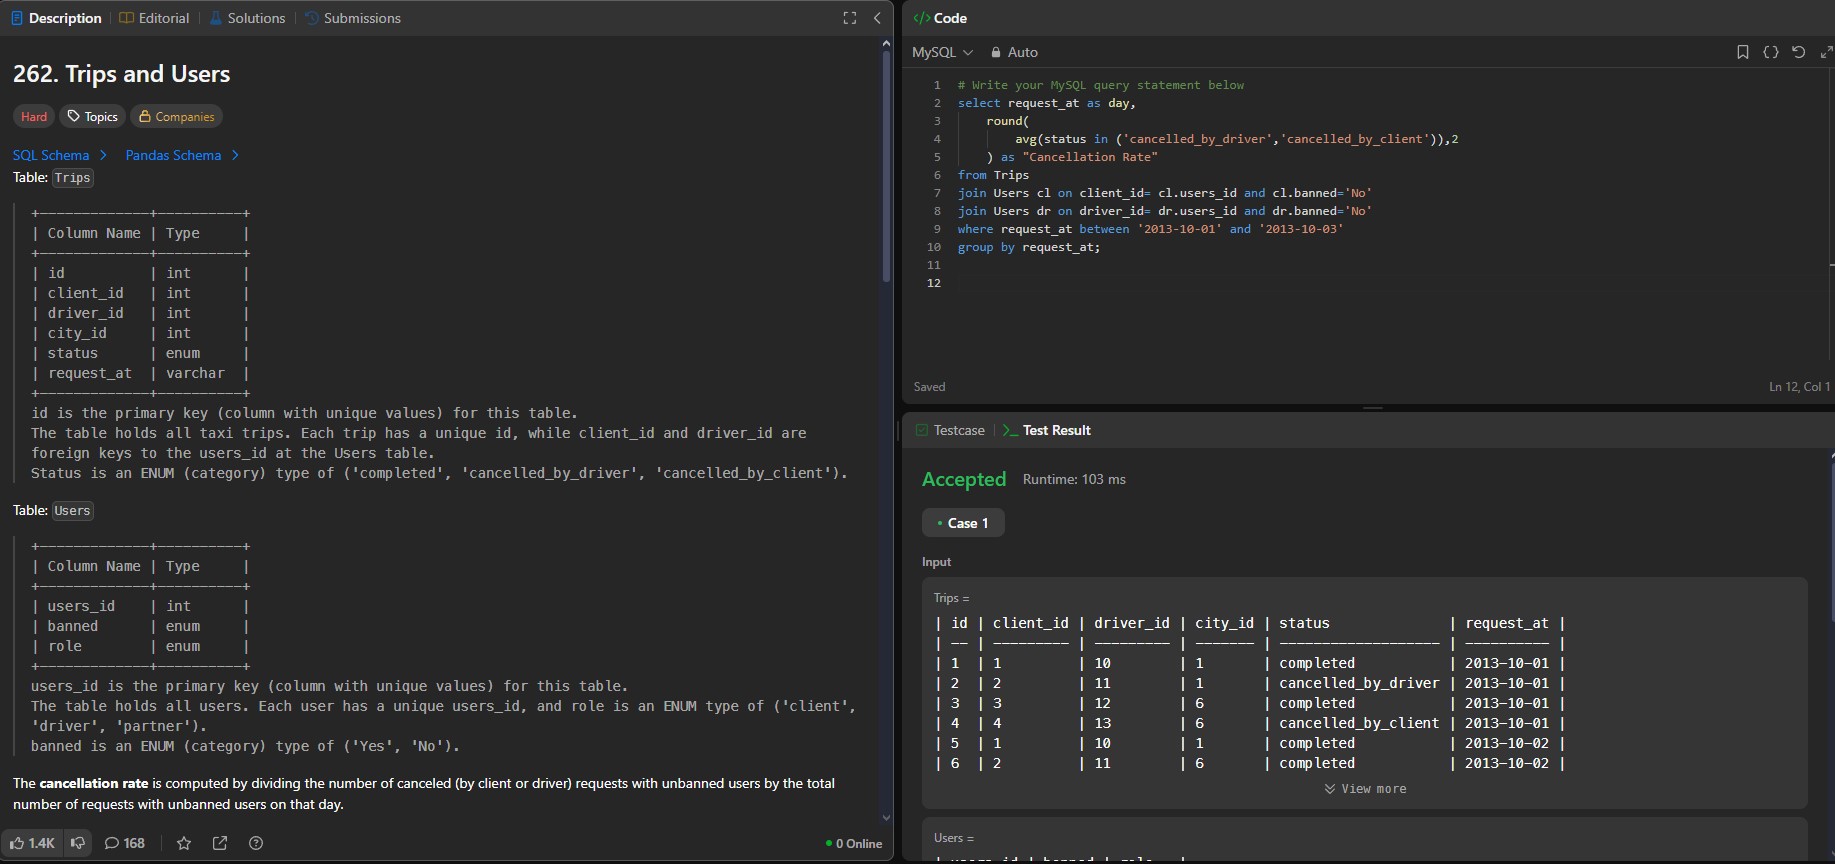 Description | Editorial | Solutions | Submissions
262. Trips and Users
Hard Topics Companies
SQL Schema > Pandas Schema >
Table: Trips
+-------------+----------+
| Column Name | Type     |
+-------------+----------+
| id          | int      |
| client_id   | int      |
| driver_id   | int      |
| city_id     | int      |
| status      | enum     |
| request_at  | varchar  |
+-------------+----------+
id is the primary key (column with unique values) for this table.
The table holds all taxi trips. Each trip has a unique id, while client_id and driver_id are
foreign keys to the users_id at the Users table.
Status is an ENUM (category) type of ('completed', 'cancelled_by_driver', 'cancelled_by_client').
Table: Users
+-------------+----------+
| Column Name | Type     |
+-------------+----------+
| users_id    | int      |
| banned      | enum     |
| role        | enum     |
+-------------+----------+
users_id is the primary key (column with unique values) for this table.
The table holds all users. Each user has a unique users_id, and role is an ENUM type of ('client',
'driver', 'partner').
banned is an ENUM (category) type of ('Yes', 'No').
The cancellation rate is computed by dividing the number of canceled (by client or driver) requests with unbanned users by the total
number of requests with unbanned users on that day.
1.4K 168 0 Online
</> Code
MySQL Auto
1 # Write your MySQL query statement below
2 select request_at as day,
3     round(
4         avg(status in ('cancelled_by_driver','cancelled_by_client')),2
5     ) as "Cancellation Rate"
6 from Trips
7 join Users cl on client_id= cl.users_id and cl.banned='No'
8 join Users dr on driver_id= dr.users_id and dr.banned='No'
9 where request_at between '2013-10-01' and '2013-10-03'
10 group by request_at;
11
12
Saved Ln 12, Col 1
Testcase | >_ Test Result
Accepted Runtime: 103 ms
• Case 1
Input
Trips =
| id | client_id | driver_id | city_id | status              | request_at |
| -- | --------- | --------- | ------- | ------------------- | ---------- |
| 1  | 1         | 10        | 1       | completed           | 2013-10-01 |
| 2  | 2         | 11        | 1       | cancelled_by_driver | 2013-10-01 |
| 3  | 3         | 12        | 6       | completed           | 2013-10-01 |
| 4  | 4         | 13        | 6       | cancelled_by_client | 2013-10-01 |
| 5  | 1         | 10        | 1       | completed           | 2013-10-02 |
| 6  | 2         | 11        | 6       | completed           | 2013-10-02 |
View more
Users =